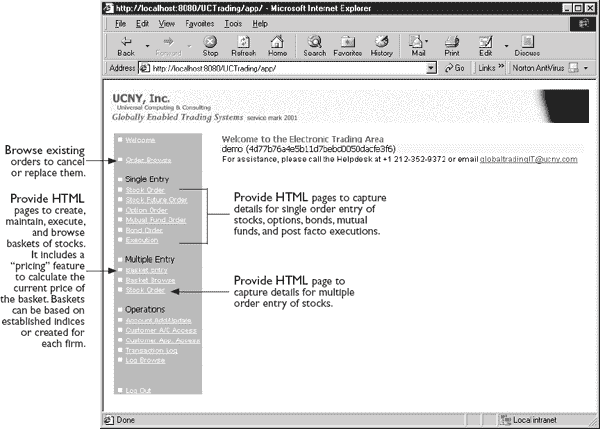 http://localhost:8080/UCTrading/app/ - Microsoft Internet Explorer
File Edit View Favorites Tools Help
Back Forward Stop Refresh Home Search Favorites History Mail Print Edit Discuss
Address http://localhost:8080/UCTrading/app/ Go Links » Norton AntiVirus
UCNY, Inc.
Universal Computing & Consulting
Globally Enabled Trading Systems service mark 2001
Welcome
Order Browse
Single Entry
Stock Order
Stock Future Order
Option Order
Mutual Fund Order
Bond Order
Execution
Multiple Entry
Basket Entry
Basket Browse
Stock Order
Operations
Account Add/Update
Customer A/C Access
Customer App. Access
Transaction Log
Log Browse
Log Out
Welcome to the Electronic Trading Area
demo (4d77b76a4e5b11d7bebc0050dacfe3f6)
For assistance, please call the Helpdesk at +1 212-352-9372 or email globaltradingIT@ucny.com
Browse existing
orders to cancel
or replace them.
Provide HTML
pages to create,
maintain, execute,
and browse
baskets of stocks.
It includes a
“pricing” feature
to calculate the
current price of
the basket. Baskets
can be based on
established indices
or created for
each firm.
Provide HTML pages to capture
details for single order entry of
stocks, options, bonds, mutual
funds, and post facto executions.
Provide HTML page to
capture details for multiple
order entry of stocks.
Done
Local intranet